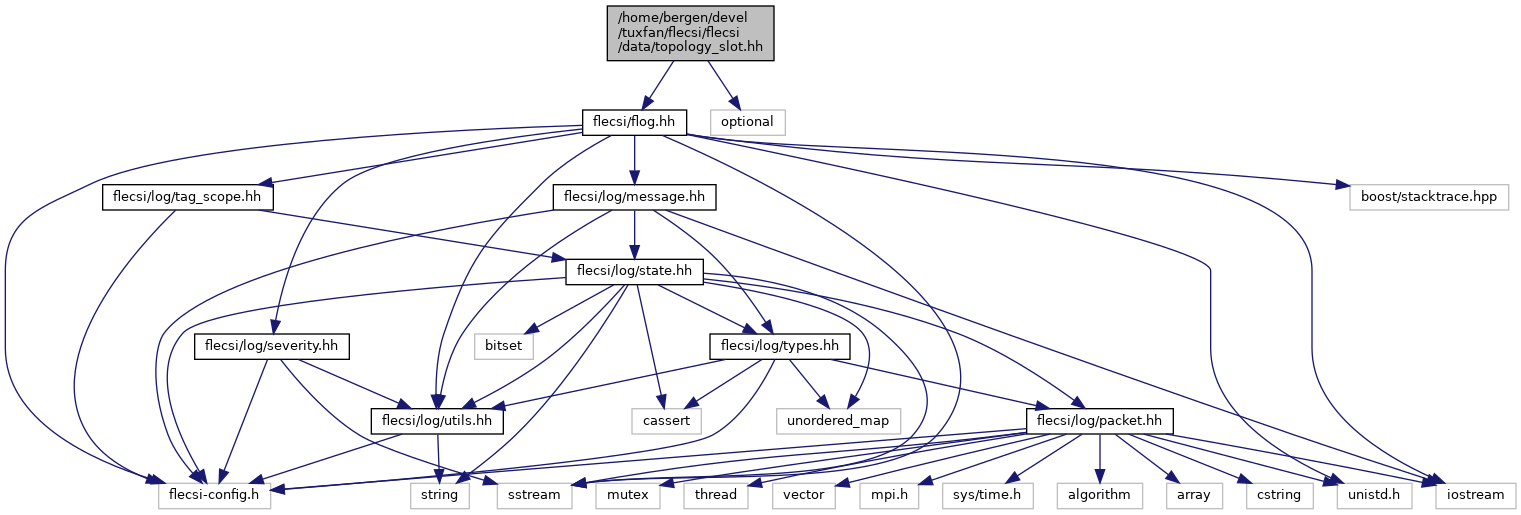 /home/bergen/devel
/tuxfan/flecsi/flecsi
/data/topology_slot.hh
flecsi/flog.hh
optional
flecsi/log/tag_scope.hh
flecsi/log/message.hh
boost/stacktrace.hpp
flecsi/log/state.hh
flecsi/log/severity.hh
bitset
flecsi/log/types.hh
flecsi/log/utils.hh
cassert
unordered_map
flecsi/log/packet.hh
flecsi-config.h
string
sstream
mutex
thread
vector
mpi.h
sys/time.h
algorithm
array
cstring
unistd.h
iostream